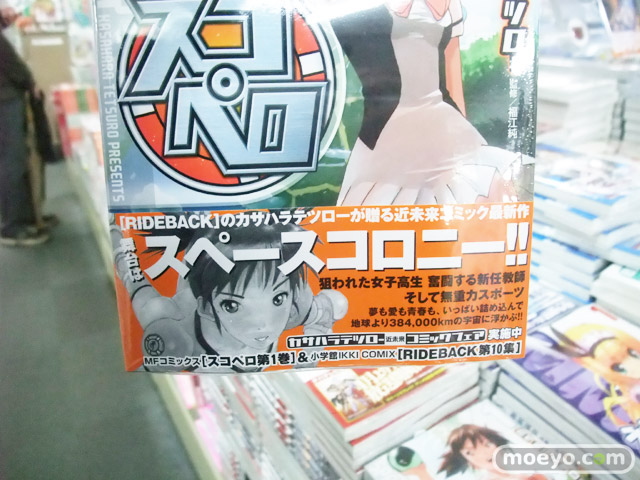 スコペロ
KASAHARA TETSURO PRESENTS
ツロ
監修/福江純
[RIDEBACK]のカサハラテツローが贈る近未来コミック最新作
舞台は
スペースコロニー!!
狙われた女子高生 奮闘する新任教師
そして無重力スポーツ
夢も愛も青春も、いっぱい詰め込んで
地球より384,000kmの宇宙に浮かぶ!!
カサハラテツロー近未来コミックフェア実施中
MFコミックス[スコペロ第1巻]&小学館IKKI COMIX[RIDEBACK第10集]
moeyo.com